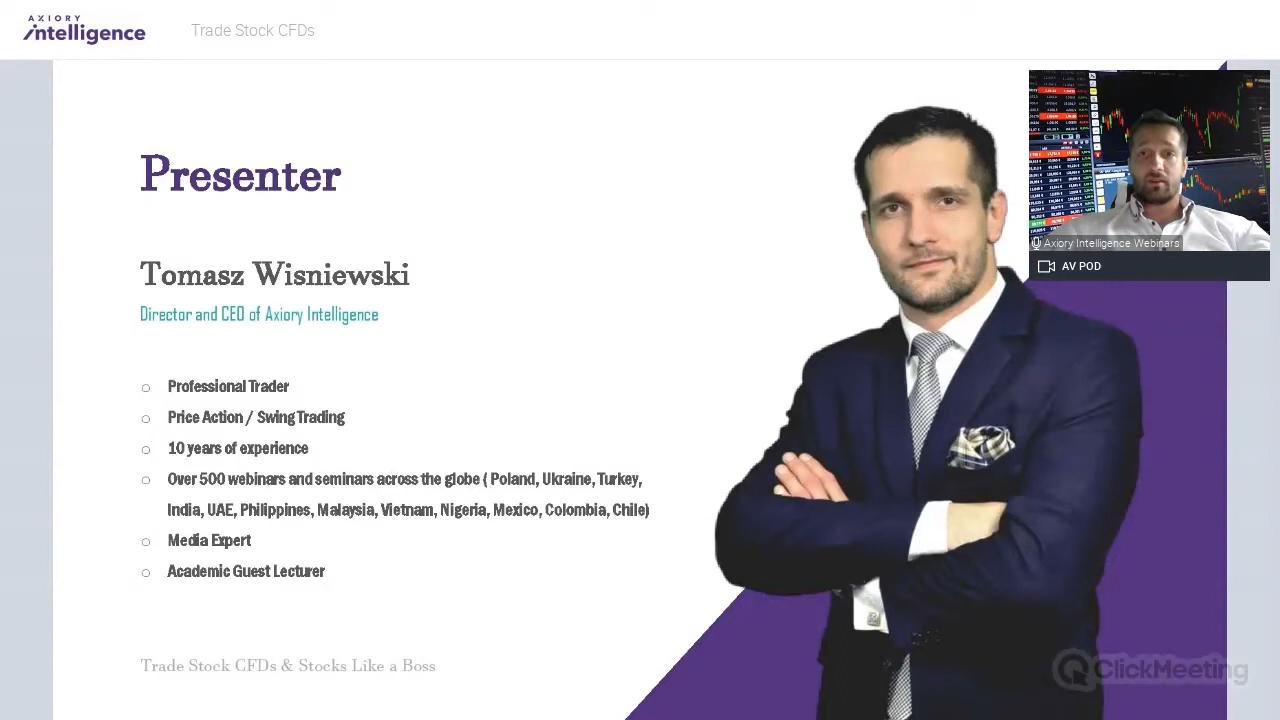 AXIORY
intelligence
Trade Stock CFDs
Presenter
Tomasz Wisniewski
Director and CEO of Axiory Intelligence
Professional Trader
Price Action / Swing Trading
10 years of experience
Over 500 webinars and seminars across the globe ( Poland, Ukraine, Turkey,
India, UAE, Philippines, Malaysia, Vietnam, Nigeria, Mexico, Colombia, Chile)
Media Expert
Academic Guest Lecturer
Trade Stock CFDs & Stocks Like a Boss
Axiory Intelligence Webinars
AV POD
ClickMeeting